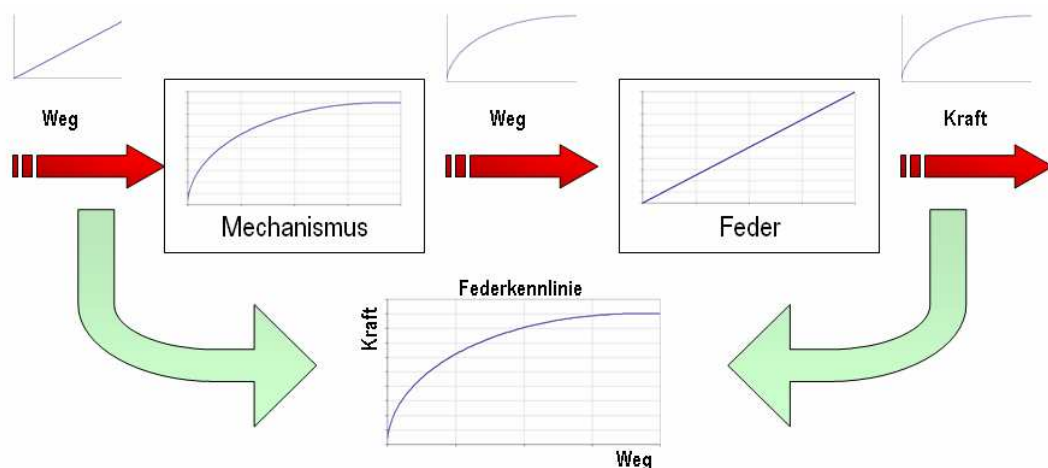 Weg
Weg
Kraft
Mechanismus
Feder
Federkennlinie
Kraft
Weg